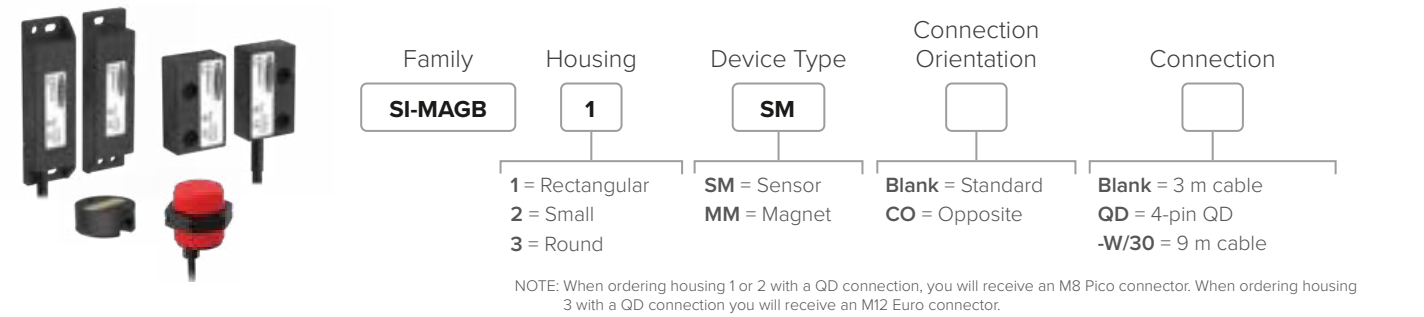 Family
Housing
Device Type
Connection
Orientation
Connection
SI-MAGB
1
SM
1 = Rectangular
2 = Small
3 = Round
SM = Sensor
MM = Magnet
Blank = Standard
CO = Opposite
Blank = 3 m cable
QD = 4-pin QD
-W/30 = 9 m cable
NOTE: When ordering housing 1 or 2 with a QD connection, you will receive an M8 Pico connector. When ordering housing
3 with a QD connection you will receive an M12 Euro connector.